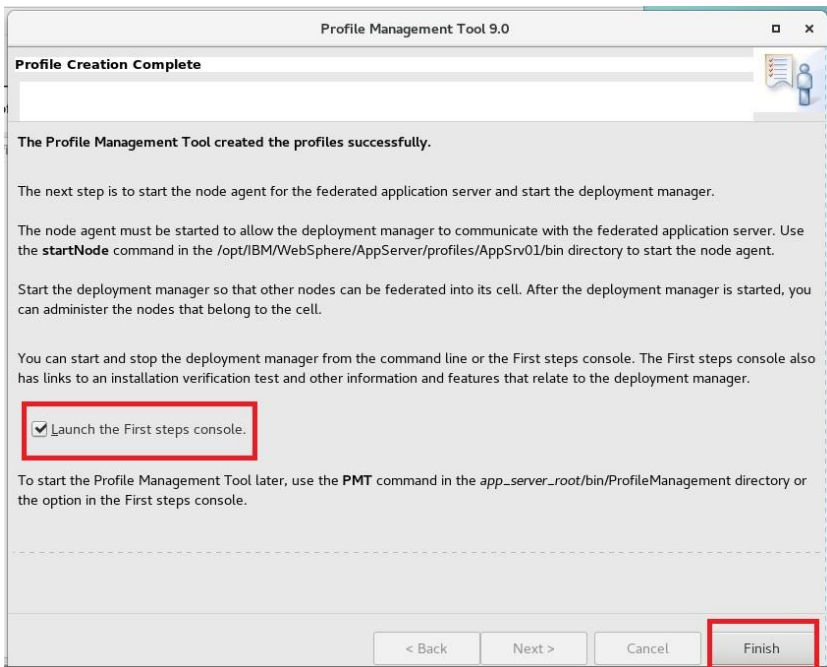 Profile Management Tool 9.0
Profile Creation Complete
The Profile Management Tool created the profiles successfully.
The next step is to start the node agent for the federated application server and start the deployment manager.
The node agent must be started to allow the deployment manager to communicate with the federated application server. Use
the startNode command in the /opt/IBM/WebSphere/AppServer/profiles/AppSrv01/bin directory to start the node agent.
Start the deployment manager so that other nodes can be federated into its cell. After the deployment manager is started, you
can administer the nodes that belong to the cell.
You can start and stop the deployment manager from the command line or the First steps console. The First steps console also
has links to an installation verification test and other information and features that relate to the deployment manager.
Launch the First steps console.
To start the Profile Management Tool later, use the PMT command in the app_server_root/bin/ProfileManagement directory or
the option in the First steps console.
< Back
Next >
Cancel
Finish